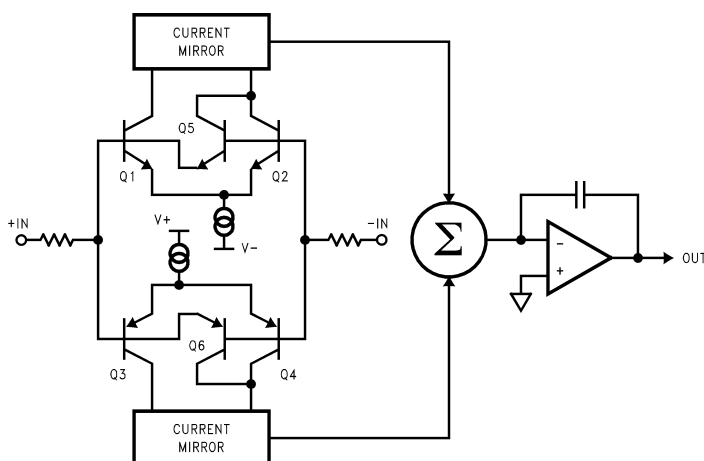 CURRENT
MIRROR
Q5
Q1
Q2
+IN
V+
V-
-IN
Σ
-
+
OUT
Q6
Q3
Q4
CURRENT
MIRROR